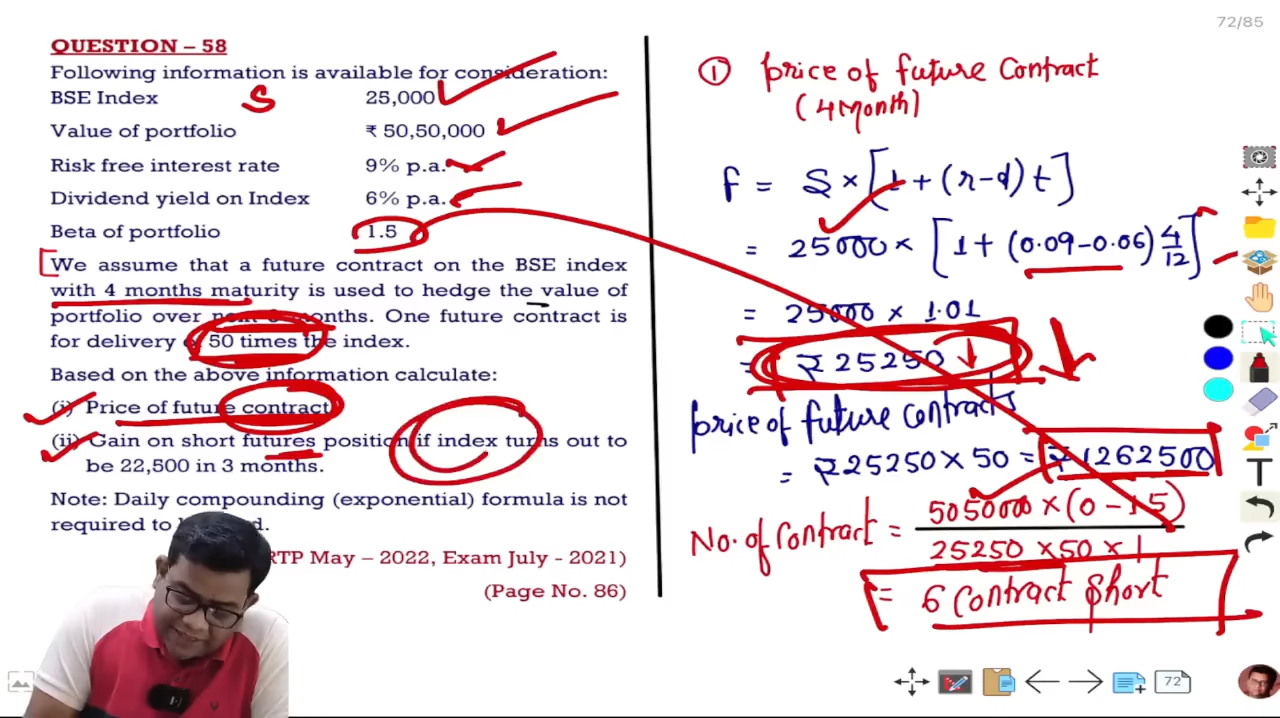 72/85
QUESTION – 58
Following information is available for consideration:
BSE Index S 25,000
Value of portfolio ₹ 50,50,000
Risk free interest rate 9% p.a.
Dividend yield on Index 6% p.a.
Beta of portfolio 1.5
We assume that a future contract on the BSE index
with 4 months maturity is used to hedge the value of
portfolio over months. One future contract is
for delivery 50 times the index.
Based on the above information calculate:
(i) Price of future contract
(ii) Gain on short futures position if index turns out to
be 22,500 in 3 months.
Note: Daily compounding (exponential) formula is not
required to
RTP May – 2022, Exam July - 2021)
(Page No. 86)
① price of future Contract
(4 Month)
F = S × [1 + (r-d) t]
= 25000 × [1 + (0.09-0.06) 4/12]
= 25000 × 1.01
= ₹ 25250 ↓
price of future Contracts
= ₹25250 × 50 = ₹1262500
No. of Contract = 5050000 × (0 - 1.5)
25250 × 50 × 1
= 6 Contract Short
72